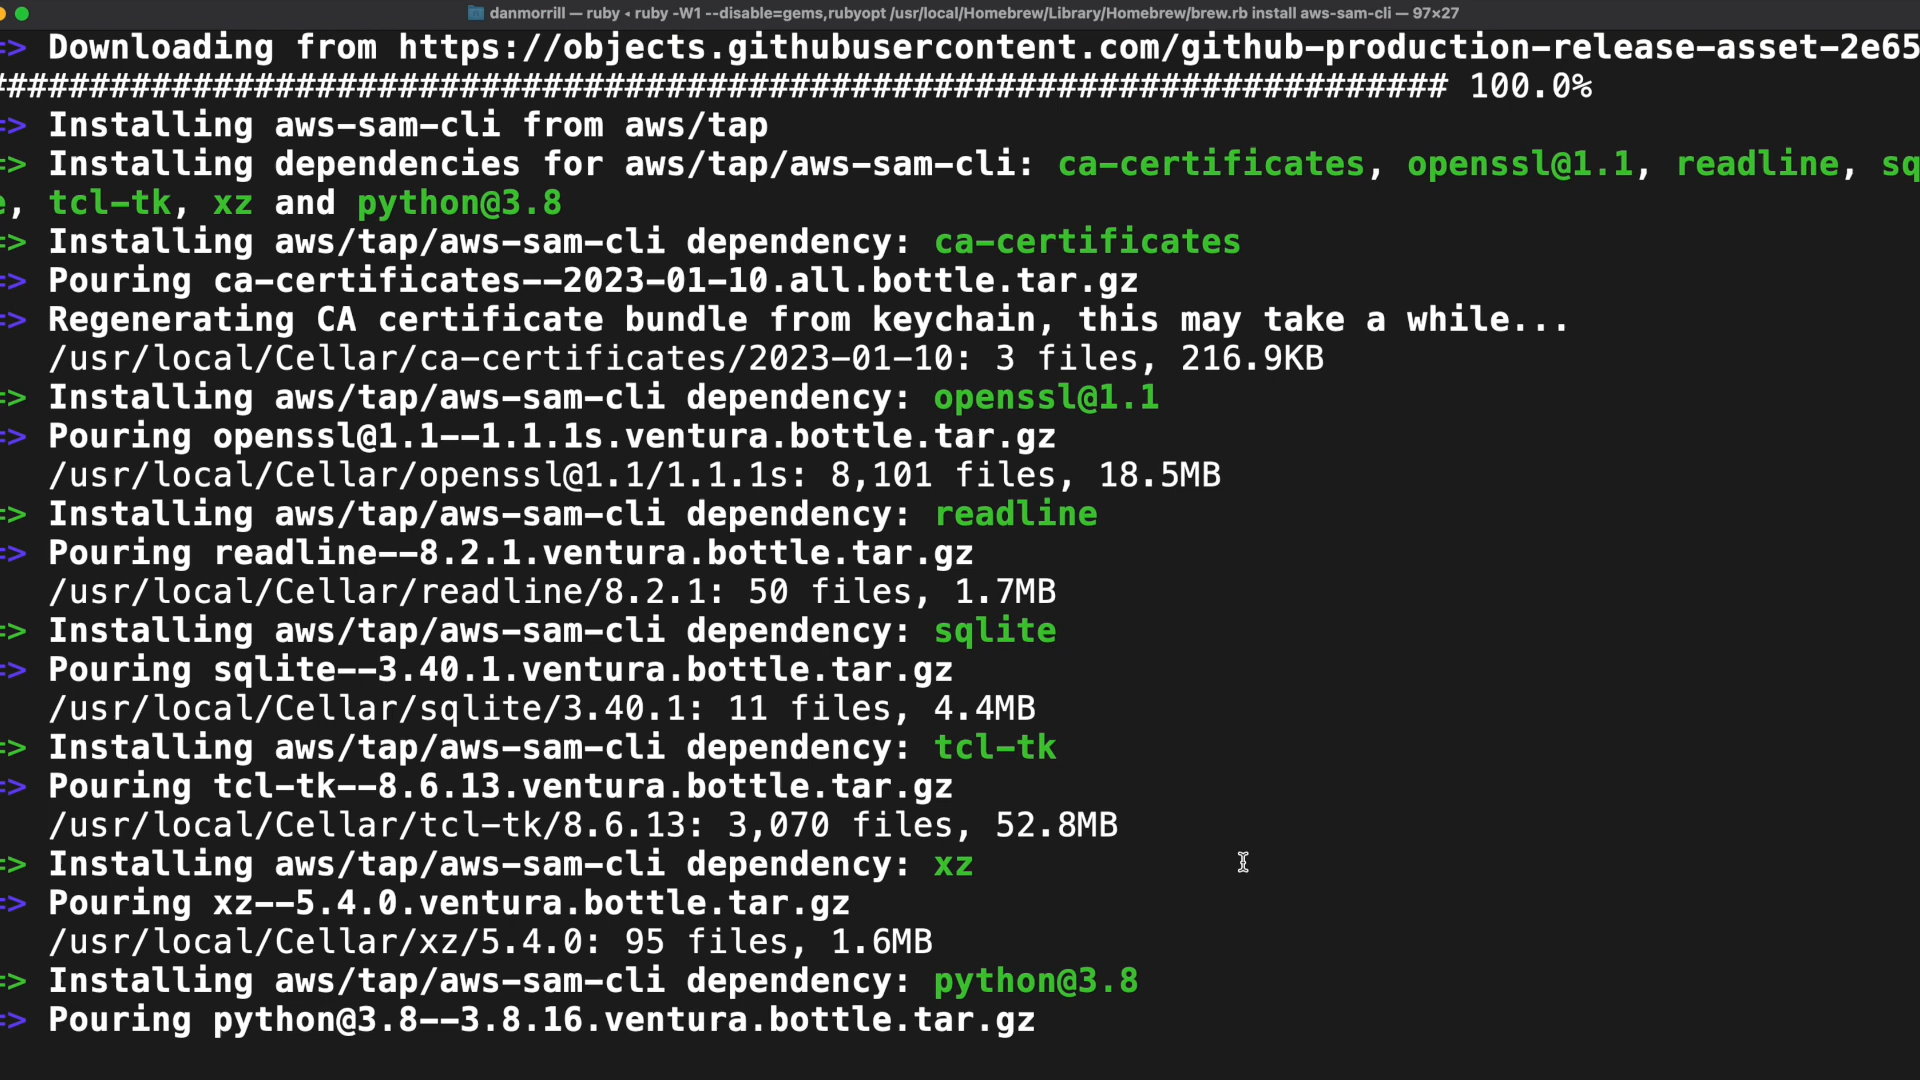 danmorrill — ruby ‹ ruby -W1 --disable=gems,rubyopt /usr/local/Homebrew/Library/Homebrew/brew.rb install aws-sam-cli — 97×27
=> Downloading from https://objects.githubusercontent.com/github-production-release-asset-2e65
####################################################################### 100.0%
=> Installing aws-sam-cli from aws/tap
=> Installing dependencies for aws/tap/aws-sam-cli: ca-certificates, openssl@1.1, readline, sq
e, tcl-tk, xz and python@3.8
=> Installing aws/tap/aws-sam-cli dependency: ca-certificates
=> Pouring ca-certificates--2023-01-10.all.bottle.tar.gz
=> Regenerating CA certificate bundle from keychain, this may take a while...
/usr/local/Cellar/ca-certificates/2023-01-10: 3 files, 216.9KB
=> Installing aws/tap/aws-sam-cli dependency: openssl@1.1
=> Pouring openssl@1.1--1.1.1s.ventura.bottle.tar.gz
/usr/local/Cellar/openssl@1.1/1.1.1s: 8,101 files, 18.5MB
=> Installing aws/tap/aws-sam-cli dependency: readline
=> Pouring readline--8.2.1.ventura.bottle.tar.gz
/usr/local/Cellar/readline/8.2.1: 50 files, 1.7MB
=> Installing aws/tap/aws-sam-cli dependency: sqlite
=> Pouring sqlite--3.40.1.ventura.bottle.tar.gz
/usr/local/Cellar/sqlite/3.40.1: 11 files, 4.4MB
=> Installing aws/tap/aws-sam-cli dependency: tcl-tk
=> Pouring tcl-tk--8.6.13.ventura.bottle.tar.gz
/usr/local/Cellar/tcl-tk/8.6.13: 3,070 files, 52.8MB
=> Installing aws/tap/aws-sam-cli dependency: xz
=> Pouring xz--5.4.0.ventura.bottle.tar.gz
/usr/local/Cellar/xz/5.4.0: 95 files, 1.6MB
=> Installing aws/tap/aws-sam-cli dependency: python@3.8
=> Pouring python@3.8--3.8.16.ventura.bottle.tar.gz